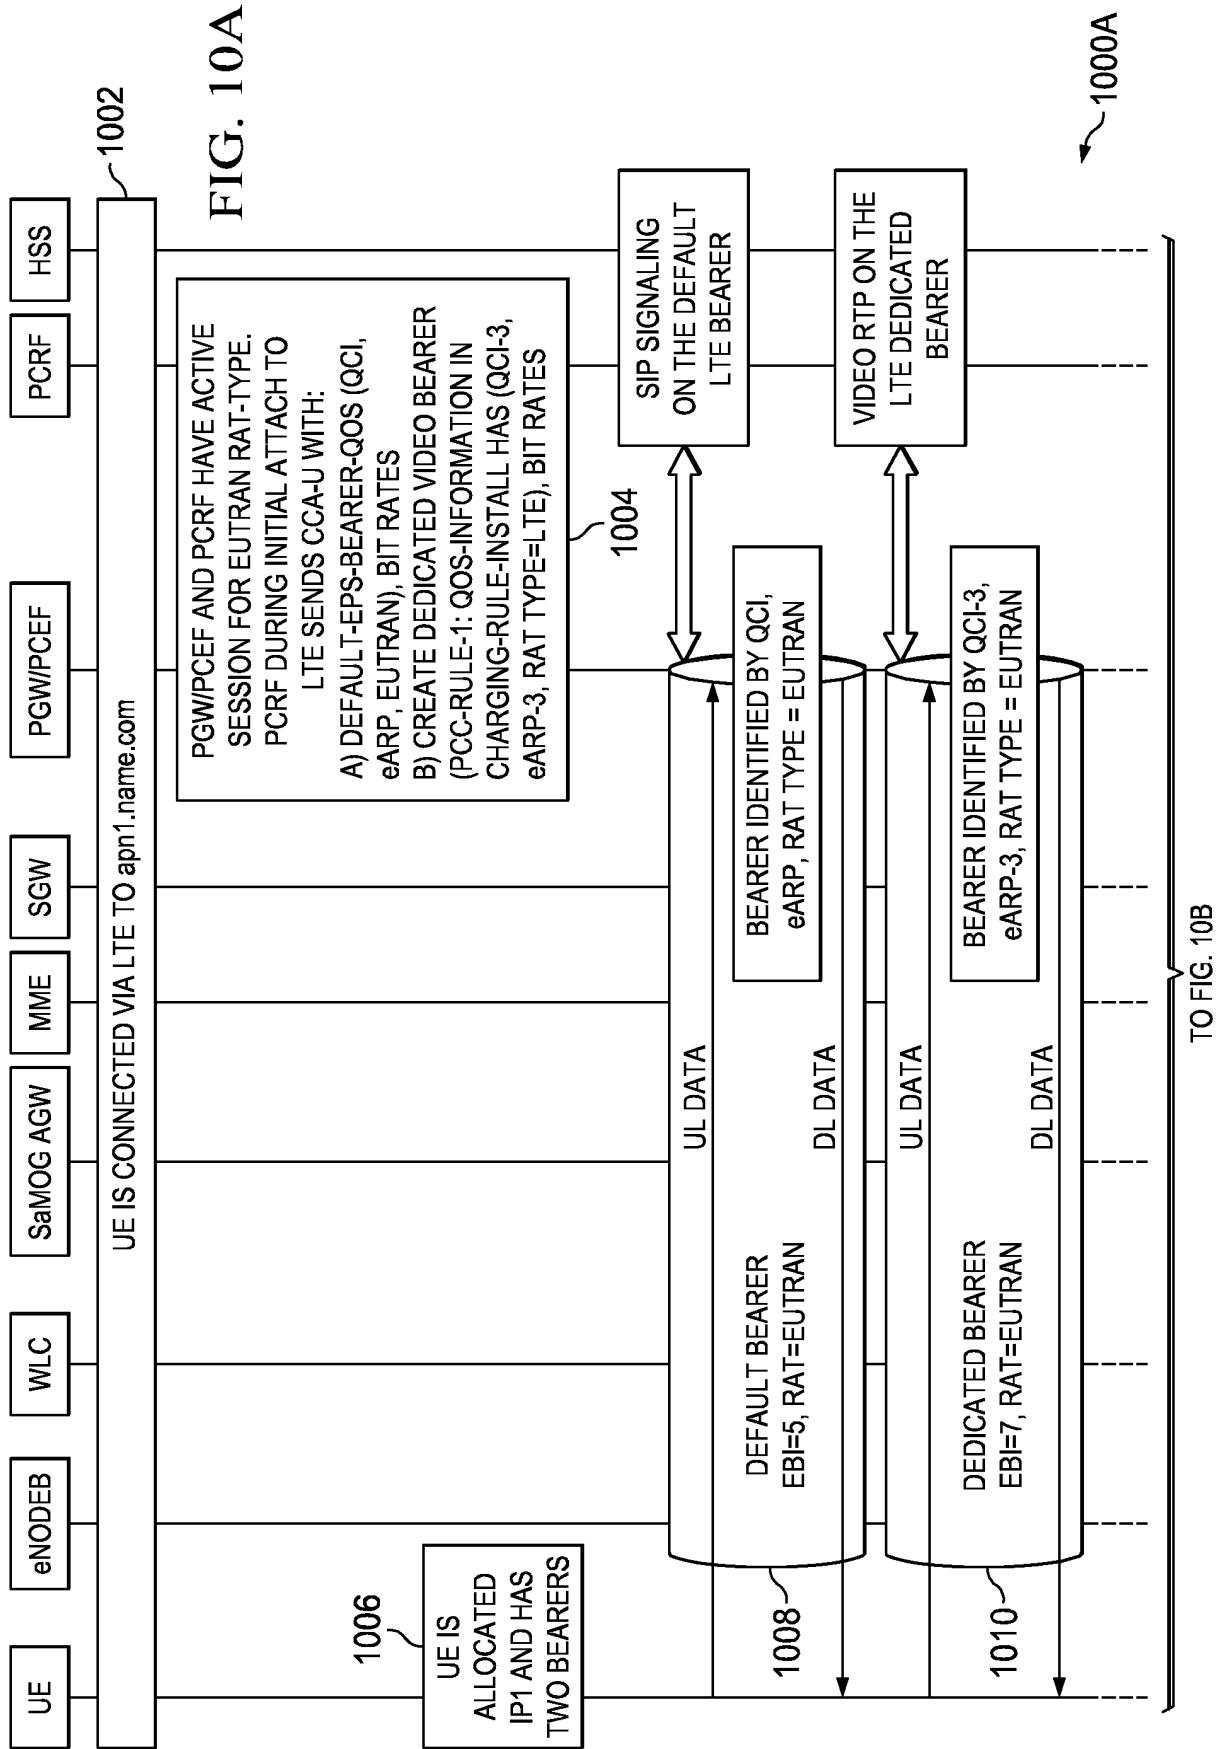 UE
eNODEB
WLC
SaMOG AGW
MME
SGW
PGW/PCEF
PCRF
HSS
UE IS CONNECTED VIA LTE TO apn1.name.com
1002
FIG. 10A
PGW/PCEF AND PCRF HAVE ACTIVE
SESSION FOR EUTRAN RAT-TYPE.
PCRF DURING INITIAL ATTACH TO
LTE SENDS CCA-U WITH:
A) DEFAULT-EPS-BEARER-QOS (QCI,
eARP, EUTRAN), BIT RATES
B) CREATE DEDICATED VIDEO BEARER
(PCC-RULE-1: QOS-INFORMATION IN
CHARGING-RULE-INSTALL HAS (QCI-3,
eARP-3, RAT TYPE=LTE), BIT RATES
1004
1006
UE IS
ALLOCATED
IP1 AND HAS
TWO BEARERS
UL DATA
DEFAULT BEARER
EBI=5, RAT=EUTRAN
DL DATA
BEARER IDENTIFIED BY QCI,
eARP, RAT TYPE = EUTRAN
SIP SIGNALING
ON THE DEFAULT
LTE BEARER
1008
UL DATA
DEDICATED BEARER
EBI=7, RAT=EUTRAN
DL DATA
BEARER IDENTIFIED BY QCI-3,
eARP-3, RAT TYPE = EUTRAN
VIDEO RTP ON THE
LTE DEDICATED
BEARER
1010
1000A
TO FIG. 10B